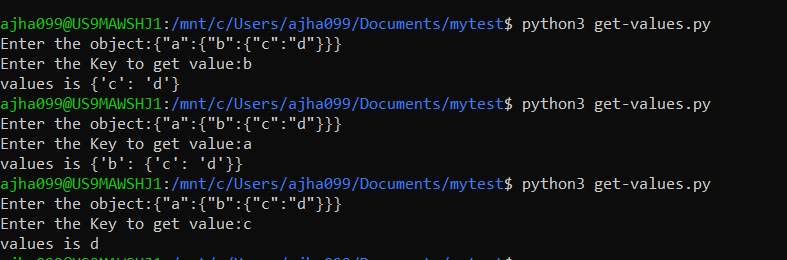 ajha099@US9MAWSHJ1:/mnt/c/Users/ajha099/Documents/mytest$ python3 get-values.py
Enter the object:{"a":{"b":{"c":"d"}}}
Enter the Key to get value:b
values is {'c': 'd'}
ajha099@US9MAWSHJ1:/mnt/c/Users/ajha099/Documents/mytest$ python3 get-values.py
Enter the object:{"a":{"b":{"c":"d"}}}
Enter the Key to get value:a
values is {'b': {'c': 'd'}}
ajha099@US9MAWSHJ1:/mnt/c/Users/ajha099/Documents/mytest$ python3 get-values.py
Enter the object:{"a":{"b":{"c":"d"}}}
Enter the Key to get value:c
values is d